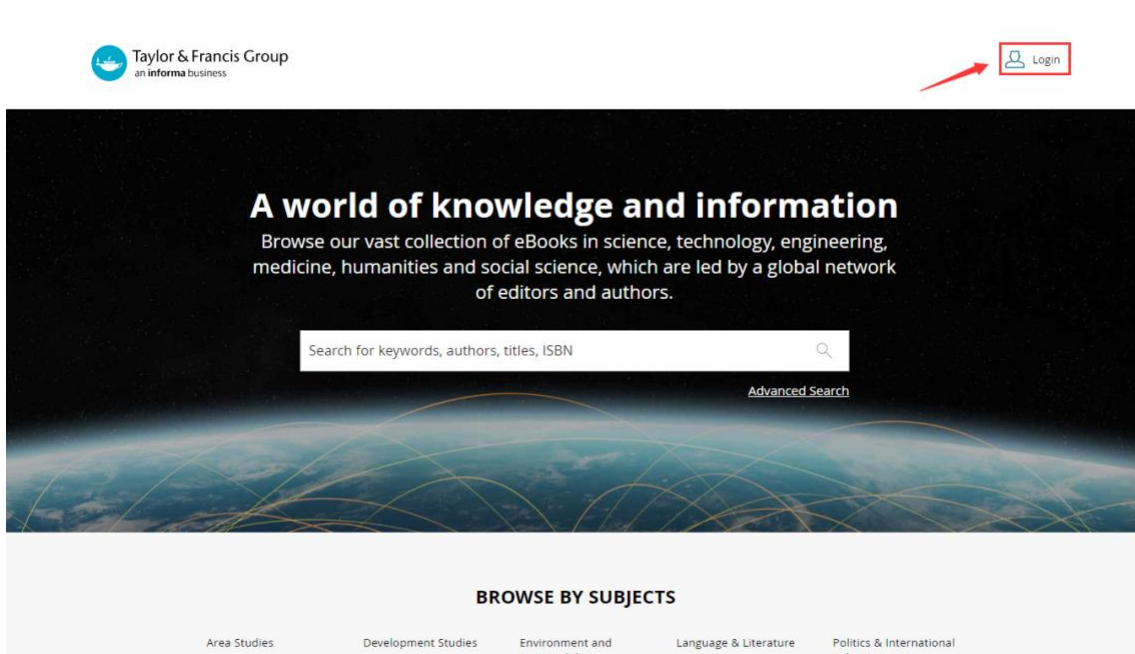 Taylor & Francis Group
an informa business
Login
A world of knowledge and information
Browse our vast collection of eBooks in science, technology, engineering,
medicine, humanities and social science, which are led by a global network
of editors and authors.
Search for keywords, authors, titles, ISBN
Advanced Search
BROWSE BY SUBJECTS
Area Studies
Development Studies
Environment and
Language & Literature
Politics & International